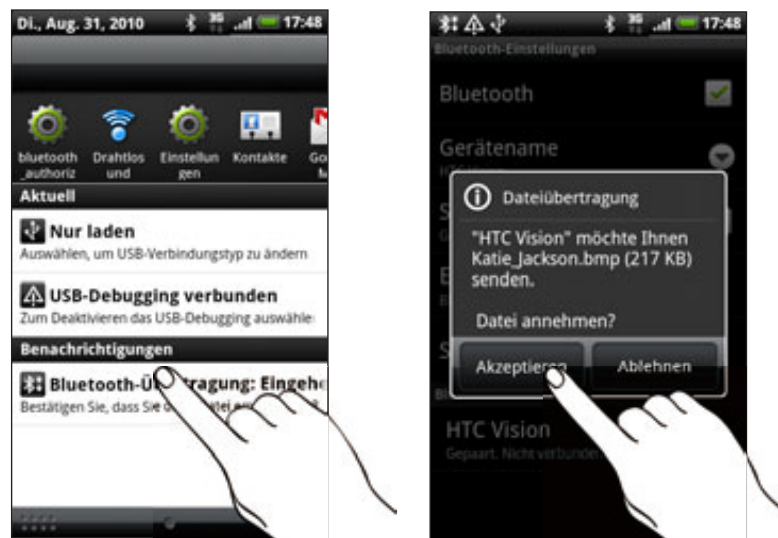 Di., Aug. 31, 2010
3G
17:48
bluetooth
_authoriz
Drahtlos
und
Einstellun
gen
Kontakte
Go
M
Aktuell
Nur laden
Auswählen, um USB-Verbindungstyp zu ändern
USB-Debugging verbunden
Zum Deaktivieren das USB-Debugging auswähle
Benachrichtigungen
Bluetooth-Ü tragung: Eingehe
Bestätigen Sie, dass Sie
3G
17:48
Bluetooth-Einstellungen
Bluetooth
Gerätename
Dateiübertragung
"HTC Vision" möchte Ihnen
Katie_Jackson.bmp (217 KB)
senden.
Datei annehmen?
Akzeptieren
Ablehnen
HTC Vision
Gepaart. Nicht verbunden